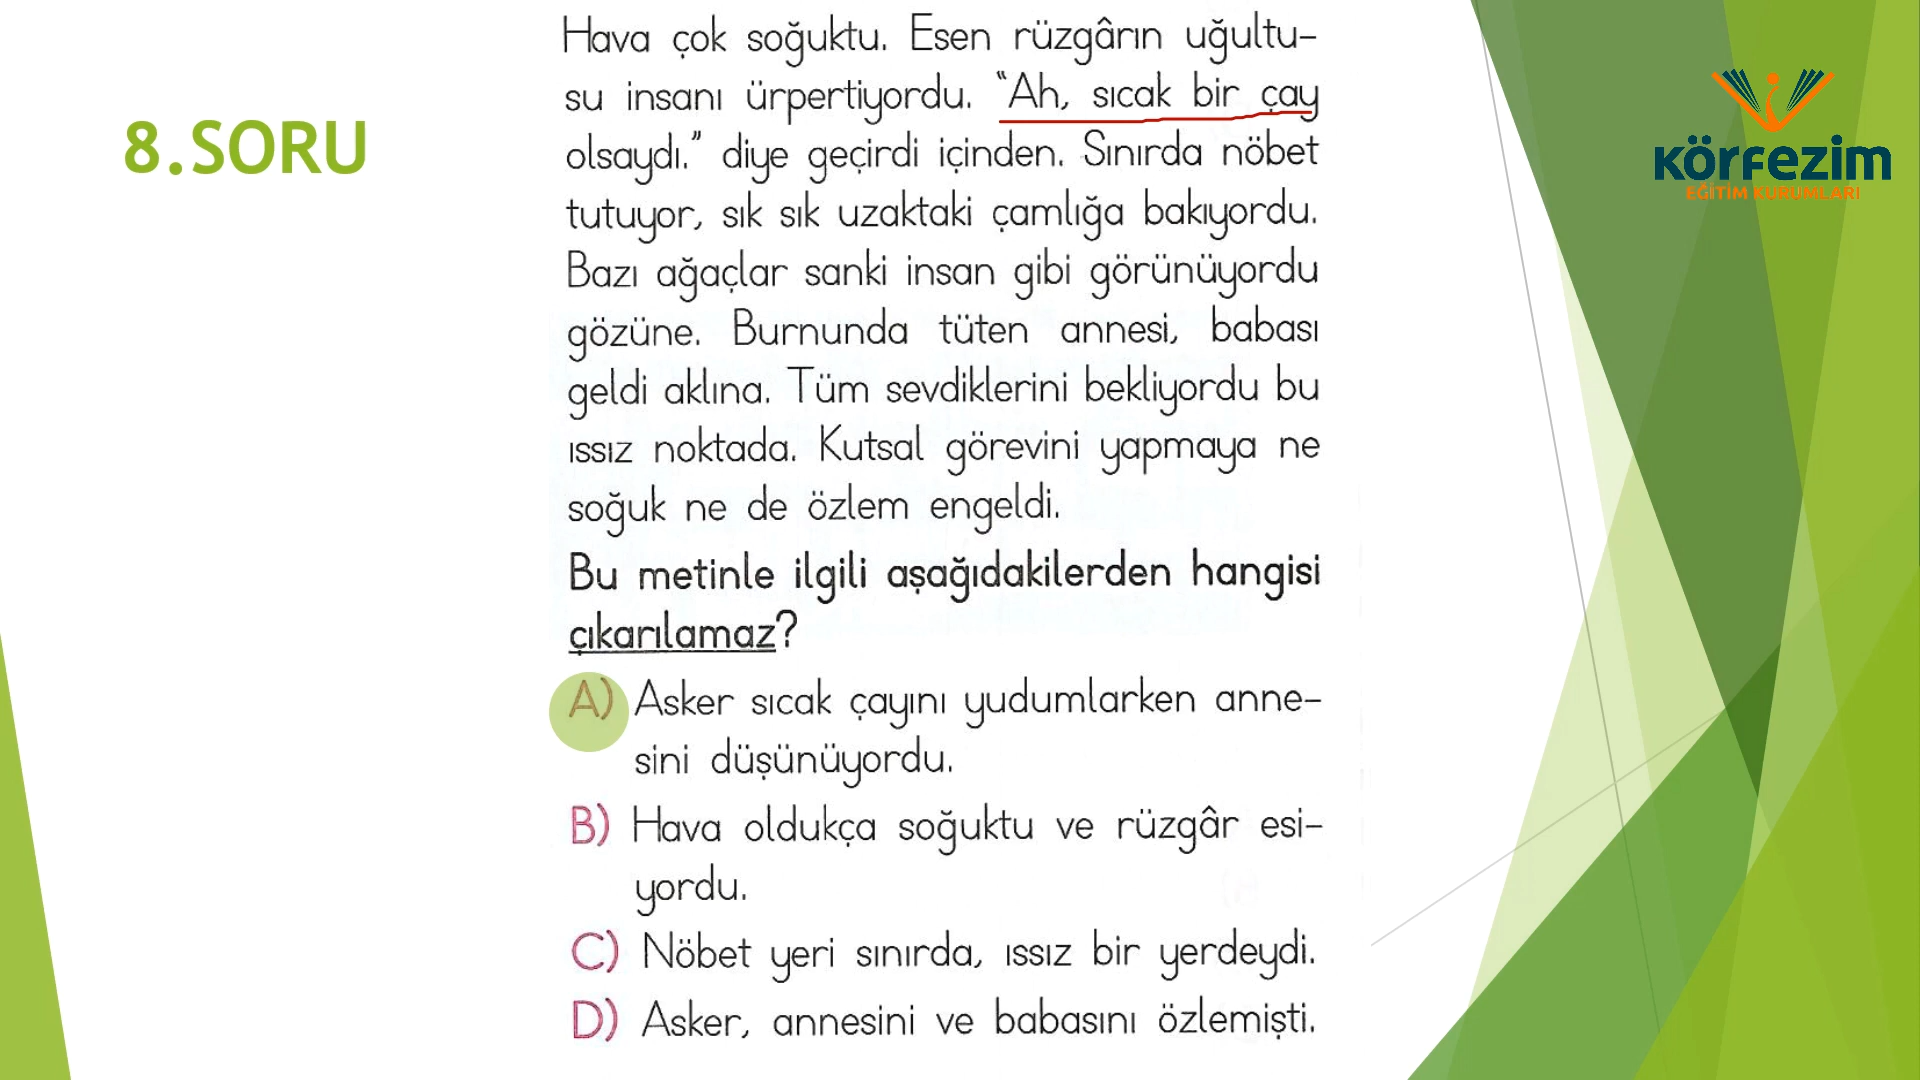 8.SORU
Hava çok soğuktu. Esen rüzgârın uğultu-
su insanı ürpertiyordu. “Ah, sıcak bir çay
olsaydı.” diye geçirdi içinden. Sınırda nöbet
tutuyor, sık sık uzaktaki çamlığa bakıyordu.
Bazı ağaçlar sanki insan gibi görünüyordu
gözüne. Burnunda tüten annesi, babası
geldi aklına. Tüm sevdiklerini bekliyordu bu
ıssız noktada. Kutsal görevini yapmaya ne
soğuk ne de özlem engeldi.
Bu metinle ilgili aşağıdakilerden hangisi
çıkarılamaz?
A) Asker sıcak çayını yudumlarken anne-
sini düşünüyordu.
B) Hava oldukça soğuktu ve rüzgâr esi-
yordu.
C) Nöbet yeri sınırda, ıssız bir yerdeydi.
D) Asker, annesini ve babasını özlemişti.
körfezim
EĞİTİM KURUMLARI